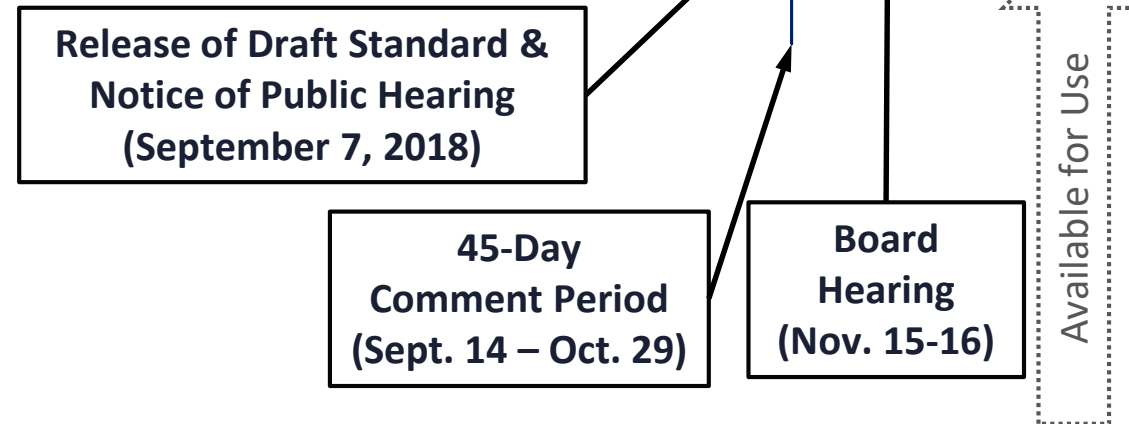 Release of Draft Standard &
Notice of Public Hearing
(September 7, 2018)
45-Day
Comment Period
(Sept. 14 – Oct. 29)
Board
Hearing
(Nov. 15-16)
Available for Use